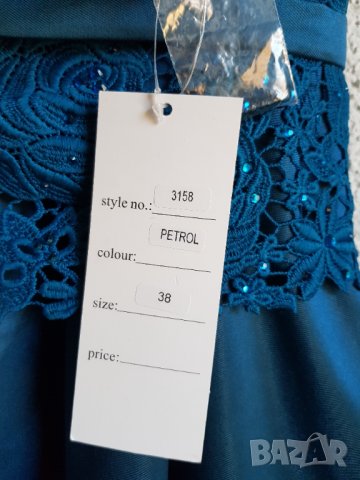 style no.: 3158
PETROL
colour:
size: 38
price:
BAZAR